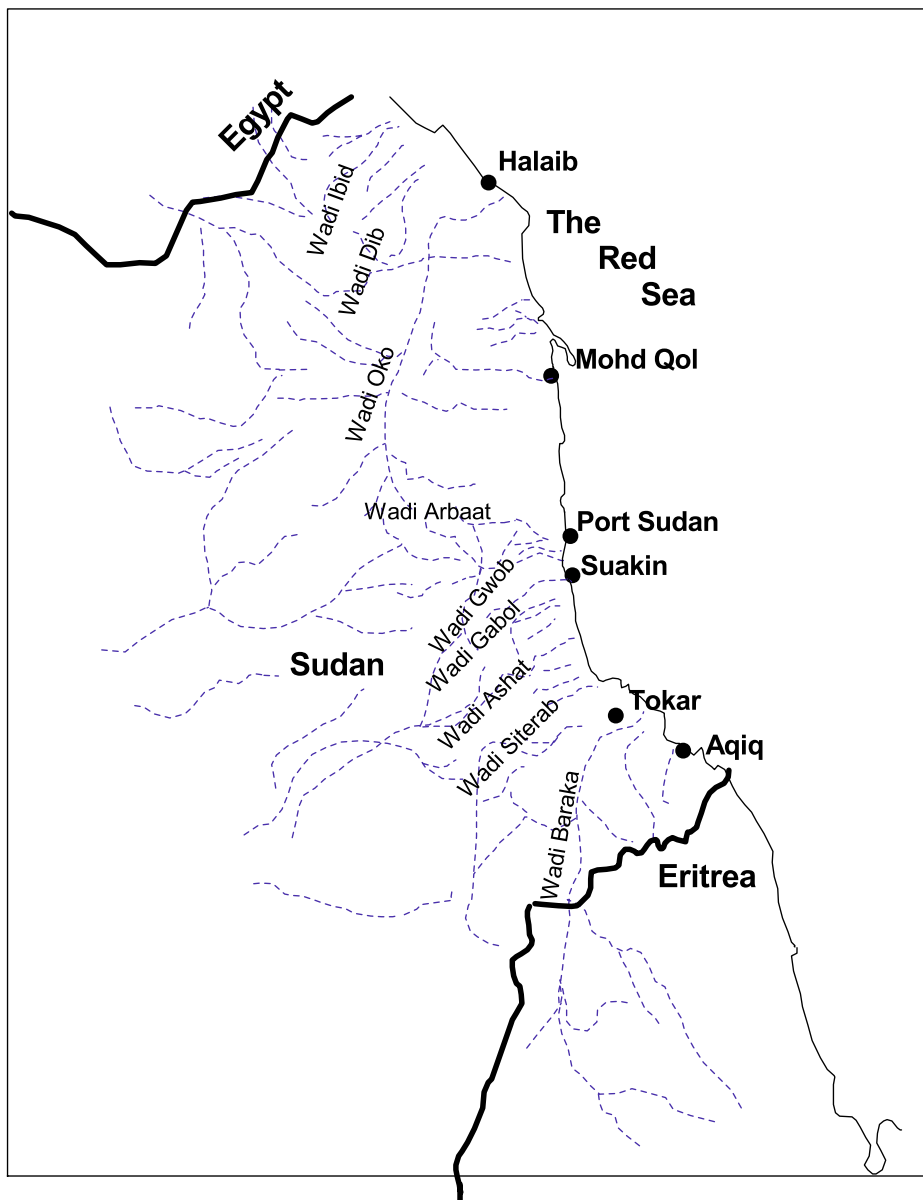 Egypt
Halaib
Wadi Ibid
The
Red
Sea
Wadi Dib
Mohd Qol
Wadi Oko
Wadi Arbaat
Port Sudan
Suakin
Wadi Gwob
Wadi Gabol
Sudan
Wadi Ashat
Tokar
Wadi Siterab
Aqiq
Wadi Baraka
Eritrea